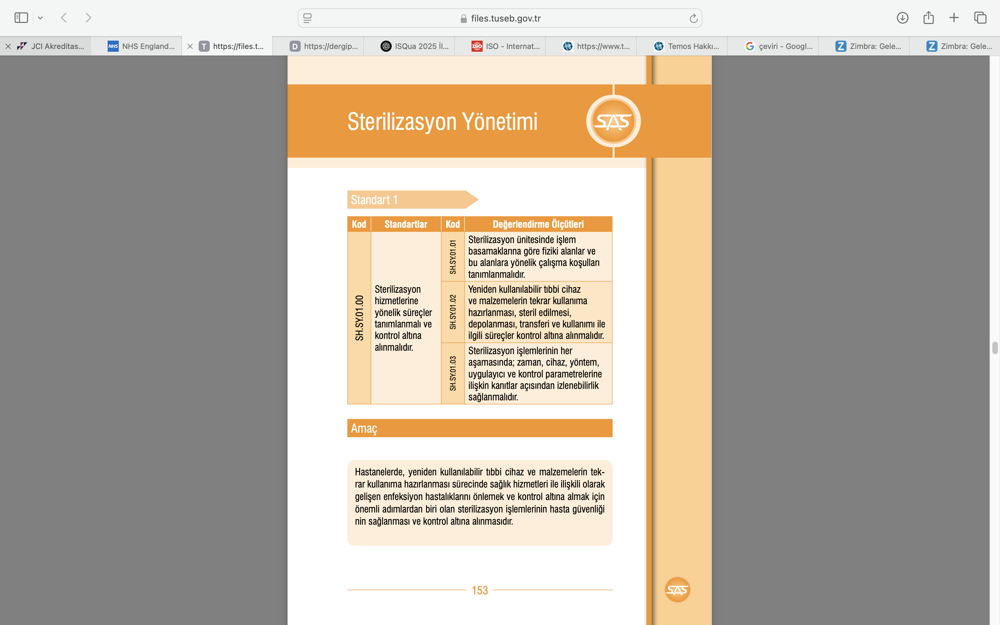 files.tuseb.gov.tr
JCI Akreditas...
NHS NHS England...
T https://files.t...
D https://dergip...
ISQua 2025 İl...
ISO ISO - Internat...
https://www.t...
Temos Hakkı...
G çeviri - Googl...
Z Zimbra: Gele...
Z Zimbra: Gele...
Sterilizasyon Yönetimi
SAS
Standart 1
Kod Standartlar Kod Değerlendirme Ölçütleri
SH.SY.01.00
Sterilizasyon
hizmetlerine
yönelik süreçler
tanımlanmalı ve
kontrol altına
alınmalıdır.
SH.SY.01.01
Sterilizasyon ünitesinde işlem
basamaklarına göre fiziki alanlar ve
bu alanlara yönelik çalışma koşulları
tanımlanmalıdır.
SH.SY.01.02
Yeniden kullanılabilir tıbbi cihaz
ve malzemelerin tekrar kullanıma
hazırlanması, steril edilmesi,
depolanması, transferi ve kullanımı ile
ilgili süreçler kontrol altına alınmalıdır.
SH.SY.01.03
Sterilizasyon işlemlerinin her
aşamasında; zaman, cihaz, yöntem,
uygulayıcı ve kontrol parametrelerine
ilişkin kanıtlar açısından izlenebilirlik
sağlanmalıdır.
Amaç
Hastanelerde, yeniden kullanılabilir tıbbi cihaz ve malzemelerin tek-
rar kullanıma hazırlanması sürecinde sağlık hizmetleri ile ilişkili olarak
gelişen enfeksiyon hastalıklarını önlemek ve kontrol altına almak için
önemli adımlardan biri olan sterilizasyon işlemlerinin hasta güvenliği
nin sağlanması ve kontrol altına alınmasıdır.
153
SAS